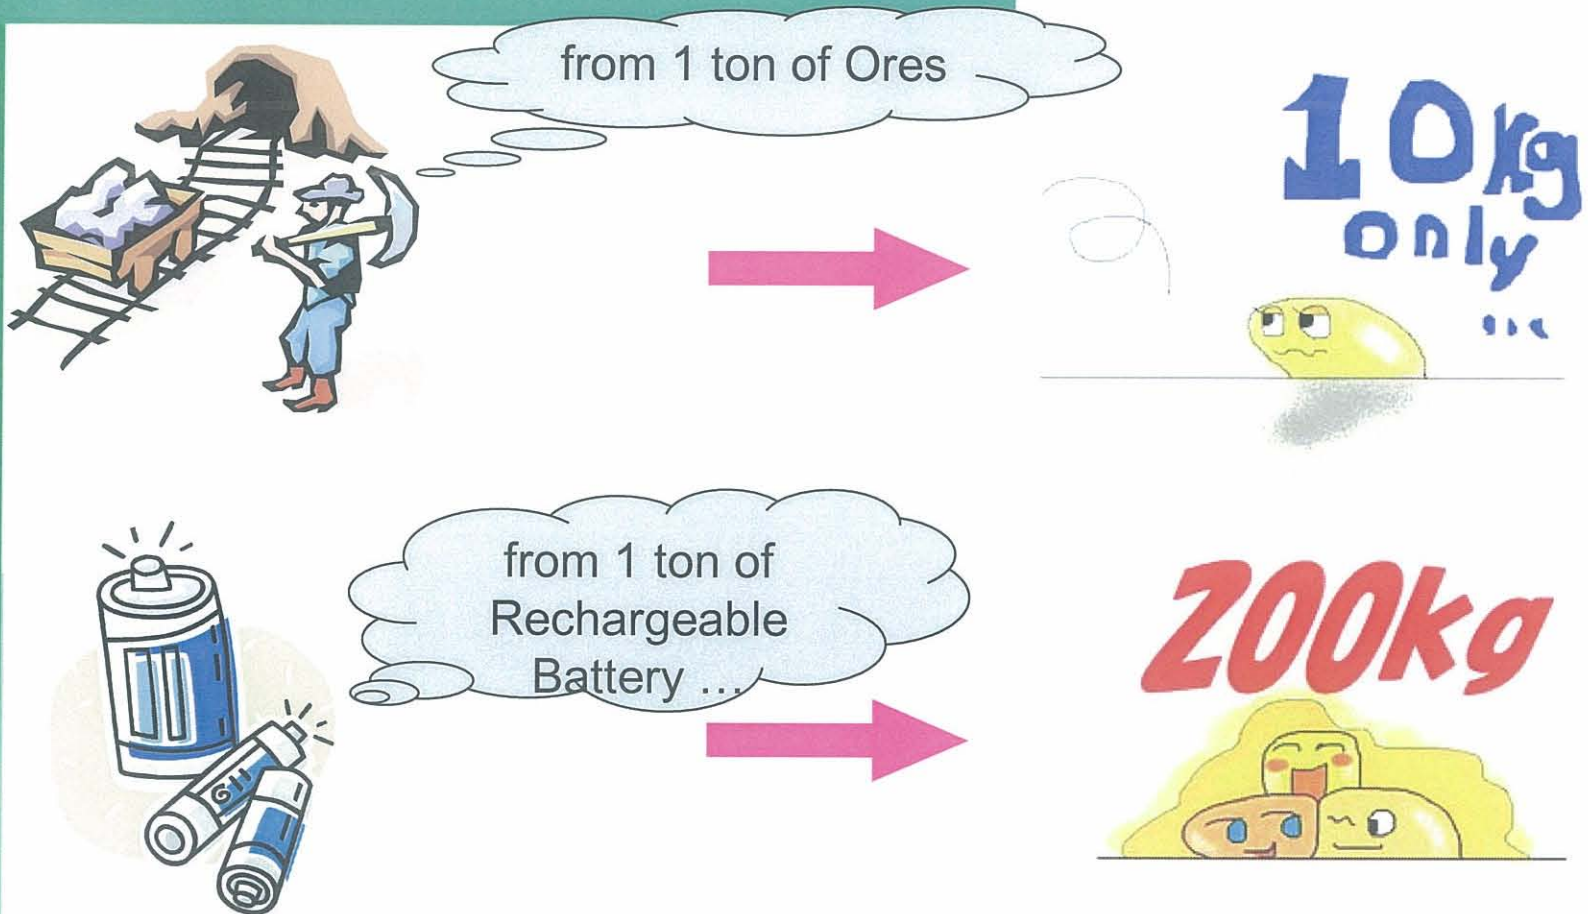 from 1 ton of Ores
10kg
only
...
from 1 ton of
Rechargeable
Battery ...
200kg